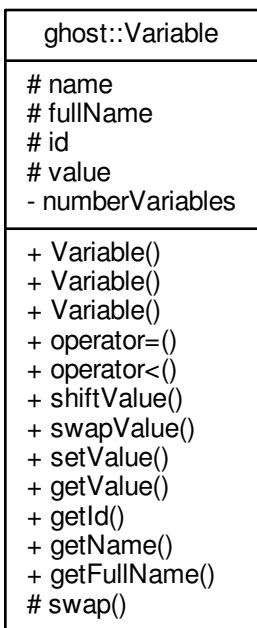 ghost::Variable
# name
# fullName
# id
# value
- numberVariables
+ Variable()
+ Variable()
+ Variable()
+ operator=()
+ operator<()
+ shiftValue()
+ swapValue()
+ setValue()
+ getValue()
+ getId()
+ getName()
+ getFullName()
# swap()